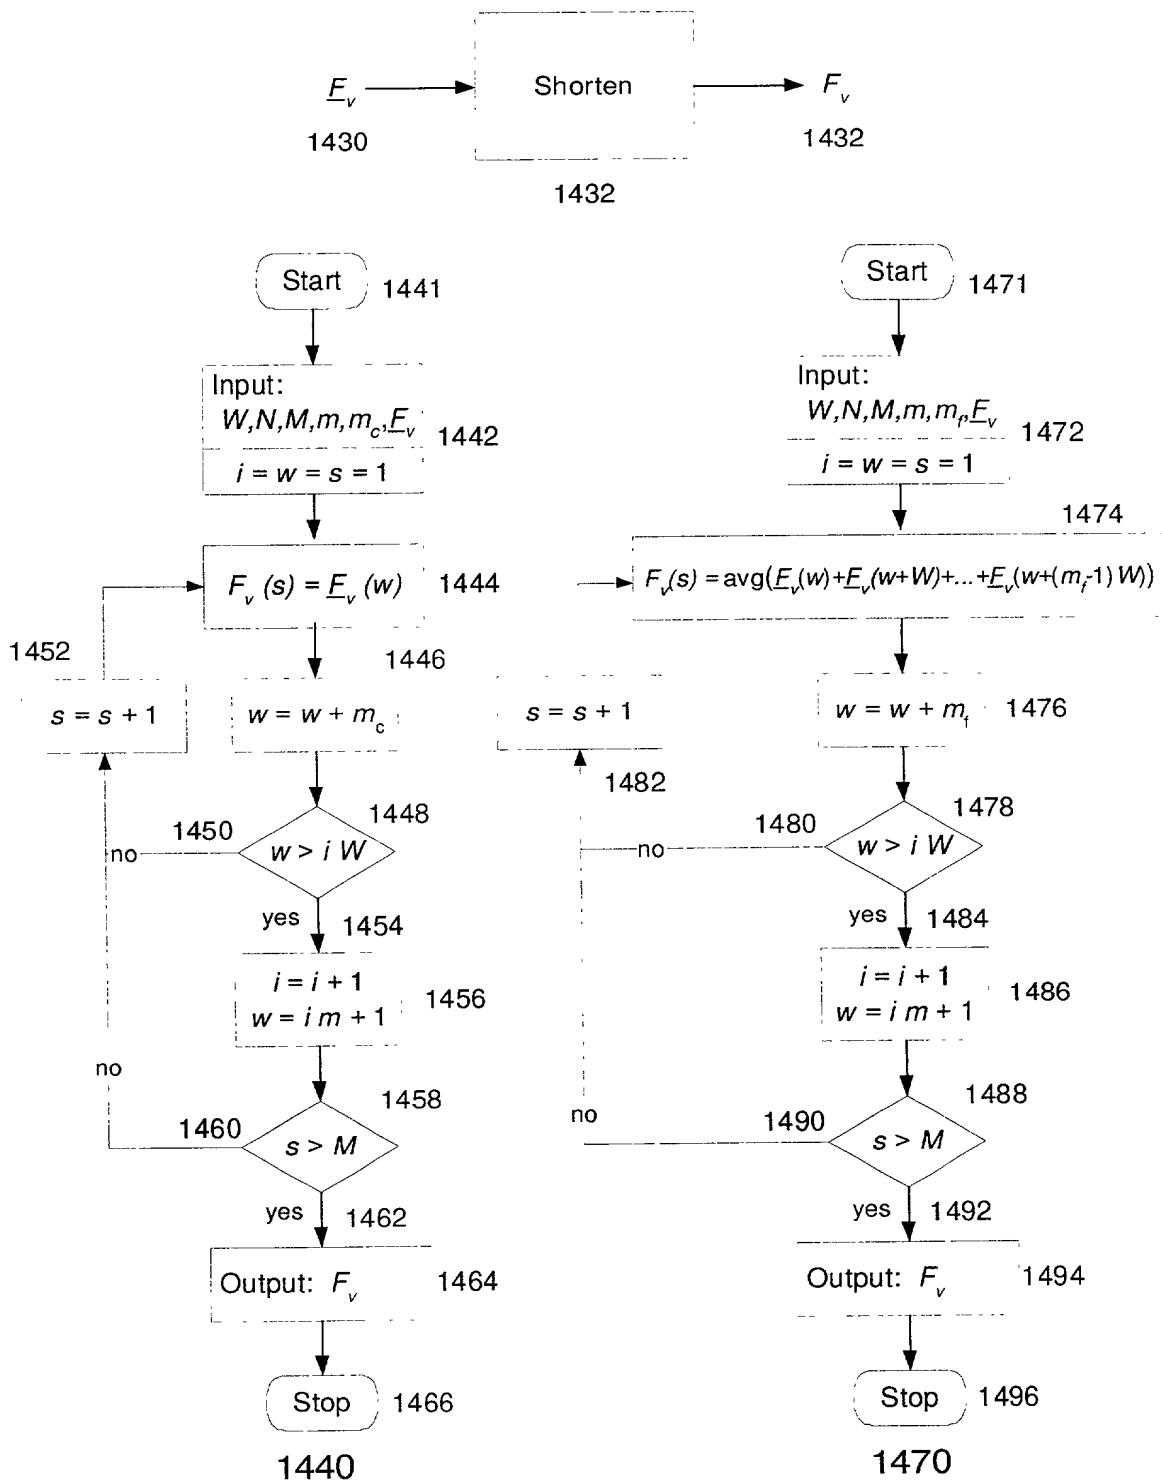 F_v
Shorten
F_v
1430
1432
1432
Start
1441
Input:
W,N,M,m,m_c,F_v
1442
i = w = s = 1
F_v (s) = F_v (w)
1444
1452
1446
s = s + 1
w = w + m_c
1450
1448
no
w > i W
yes
1454
i = i + 1
w = i m + 1
1456
no
1460
1458
s > M
yes
1462
Output: F_v
1464
Stop
1466
1440
Start
1471
Input:
W,N,M,m,m_f,F_v
1472
i = w = s = 1
1474
F_v(s) = avg(F_v(w)+F_v(w+W)+...+F_v(w+(m_f-1) W))
s = s + 1
w = w + m_f
1476
1482
1480
1478
no
w > i W
yes
1484
i = i + 1
w = i m + 1
1486
no
1490
1488
s > M
yes
1492
Output: F_v
1494
Stop
1496
1470